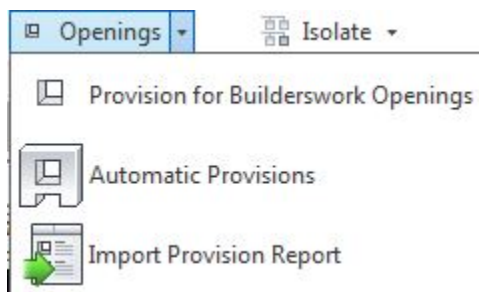 Openings Isolate
Provision for Builderswork Openings
Automatic Provisions
Import Provision Report